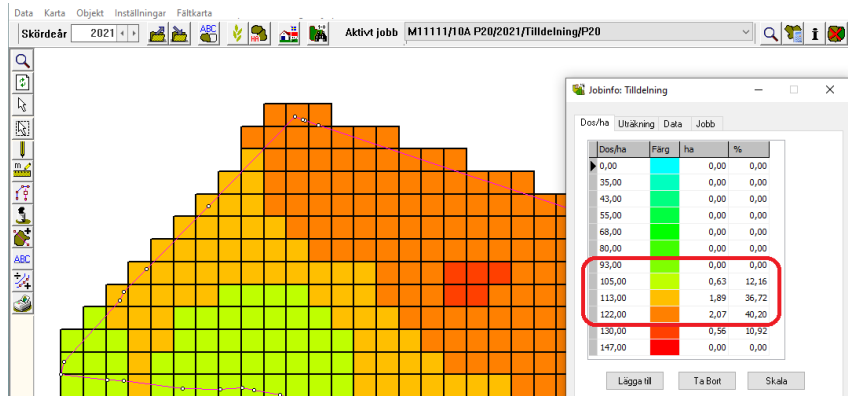 Data Karta Objekt Inställningar Fältkarta
Skördeår 2021 ABC Aktivt jobb M11111/10A P20/2021/Tilldelning/P20
m
ABC
Jobinfo: Tilldelning
Dos/ha Uträkning Data Jobb
Dos/ha Färg ha %
0,00 0,00 0,00
35,00 0,00 0,00
43,00 0,00 0,00
55,00 0,00 0,00
68,00 0,00 0,00
80,00 0,00 0,00
93,00 0,00 0,00
105,00 0,63 12,16
113,00 1,89 36,72
122,00 2,07 40,20
130,00 0,56 10,92
147,00 0,00 0,00
Lägga till Ta Bort Skala